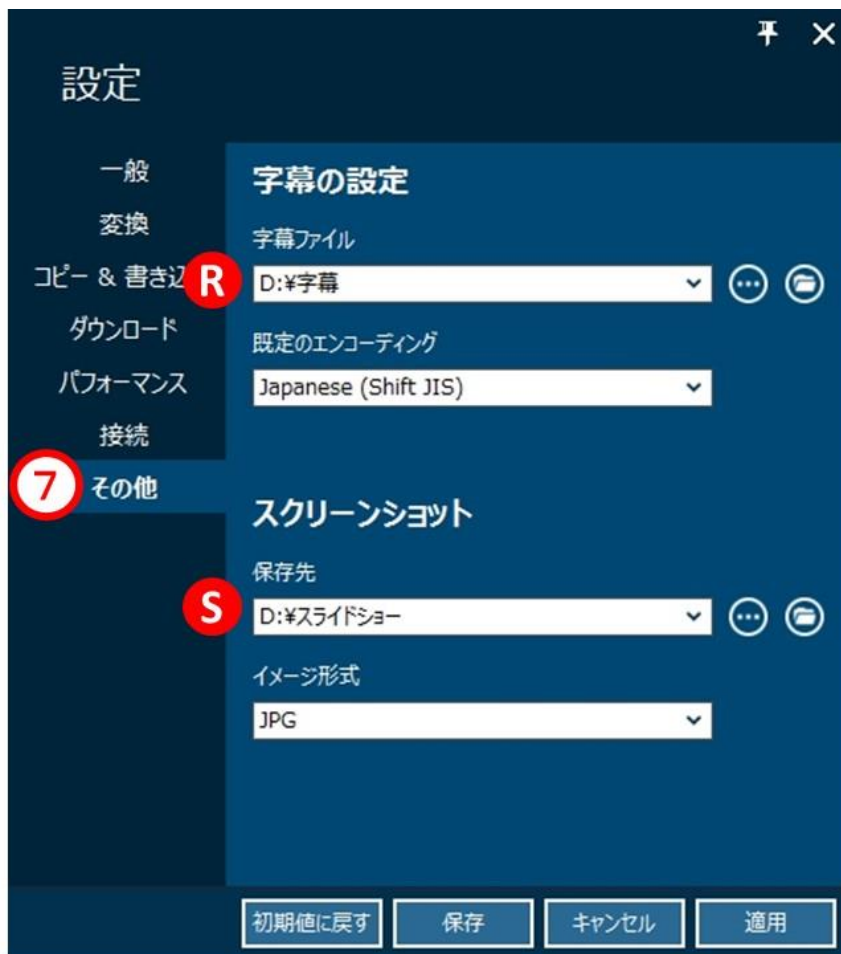 設定
一般
変換
コピー & 書き込
ダウンロード
パフォーマンス
接続
7 その他
字幕の設定
字幕ファイル
R D:¥字幕
既定のエンコーディング
Japanese (Shift JIS)
スクリーンショット
保存先
S D:¥スライドショー
イメージ形式
JPG
初期値に戻す 保存 キャンセル 適用